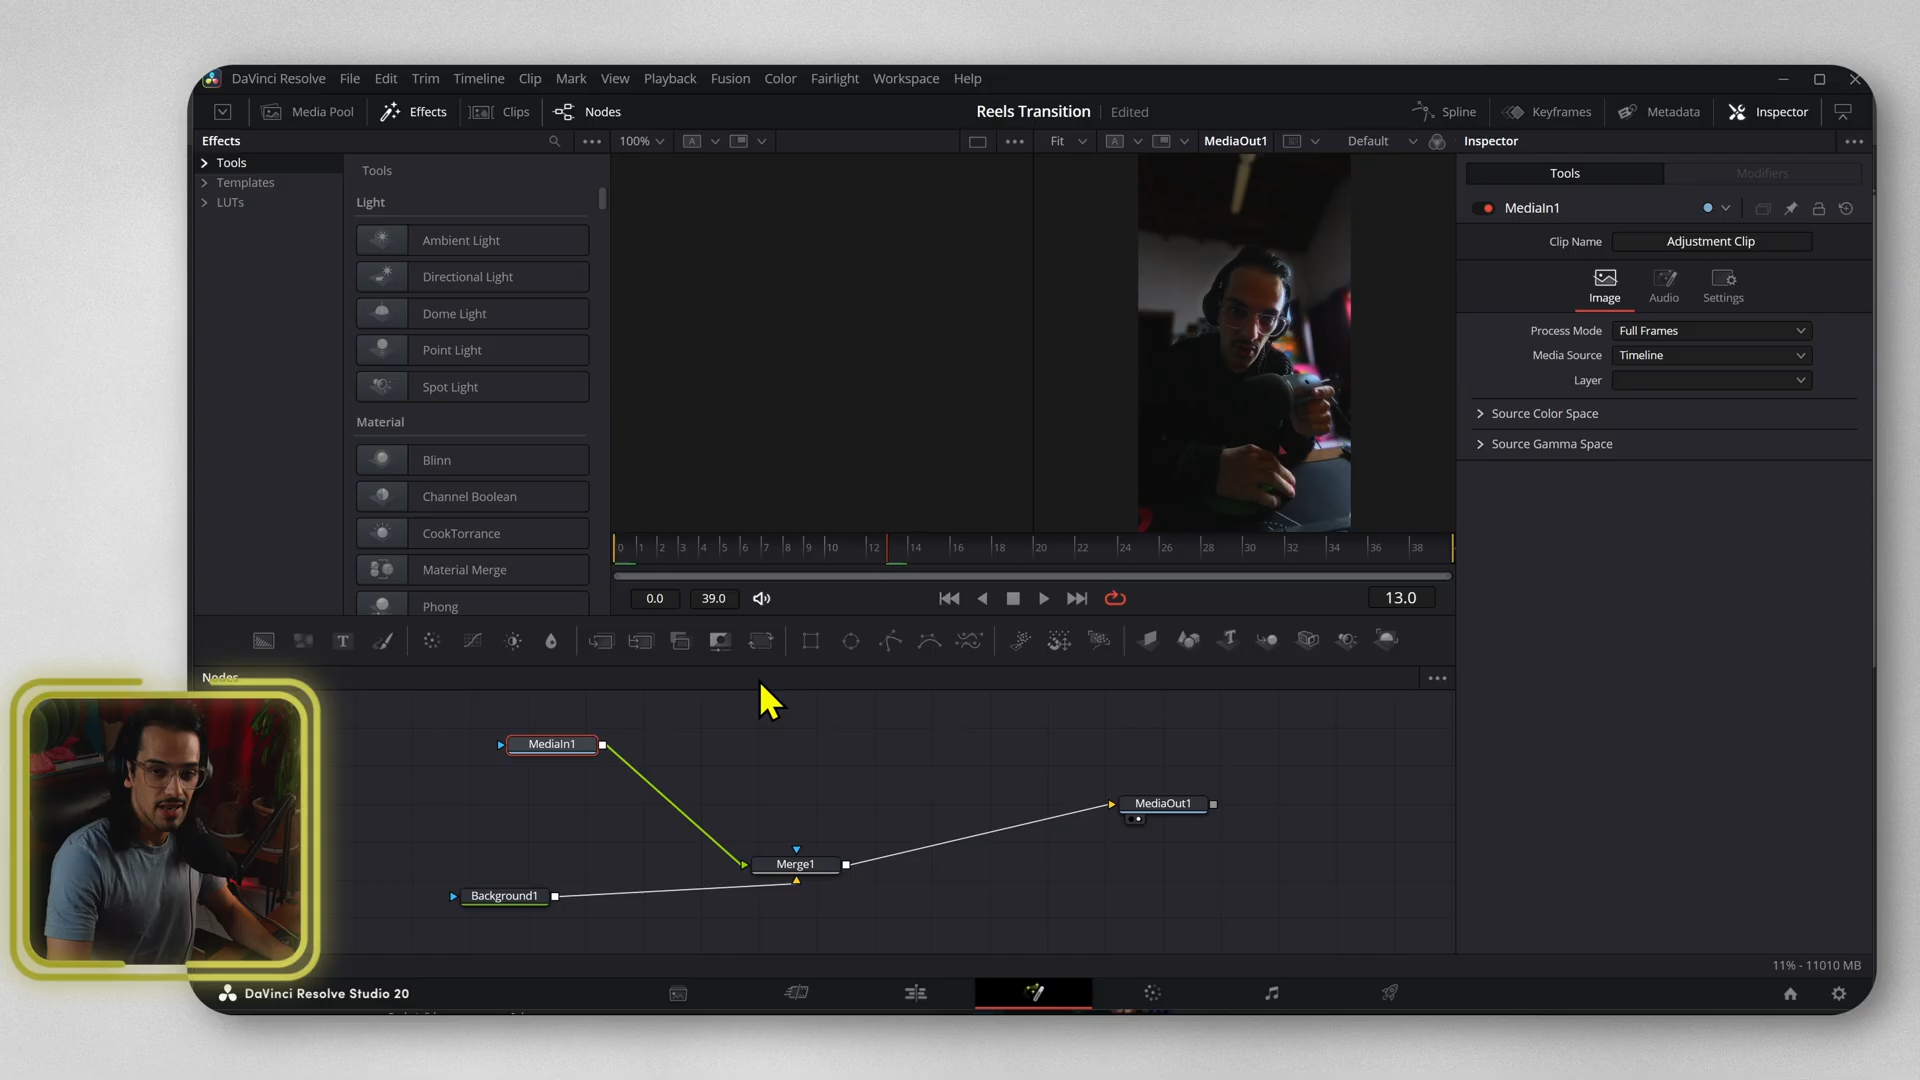 DaVinci Resolve File Edit Trim Timeline Clip Mark View Playback Fusion Color Fairlight Workspace Help
Media Pool Effects Clips Nodes Reels Transition Edited Spline Keyframes Metadata Inspector
Effects 100% Fit MediaOut1 Default Inspector
Tools
Templates
LUTs
Tools
Light
Ambient Light
Directional Light
Dome Light
Point Light
Spot Light
Material
Blinn
Channel Boolean
CookTorrance
Material Merge
Phong
0 1 2 3 4 5 6 7 8 9 10 12 14 16 18 20 22 24 26 28 30 32 34 36 38
0.0 39.0 13.0
Tools Modifiers
MediaIn1
Clip Name Adjustment Clip
Image Audio Settings
Process Mode Full Frames
Media Source Timeline
Layer
Source Color Space
Source Gamma Space
Nodes
MediaIn1
MediaOut1
Merge1
Background1
11% - 11010 MB
DaVinci Resolve Studio 20